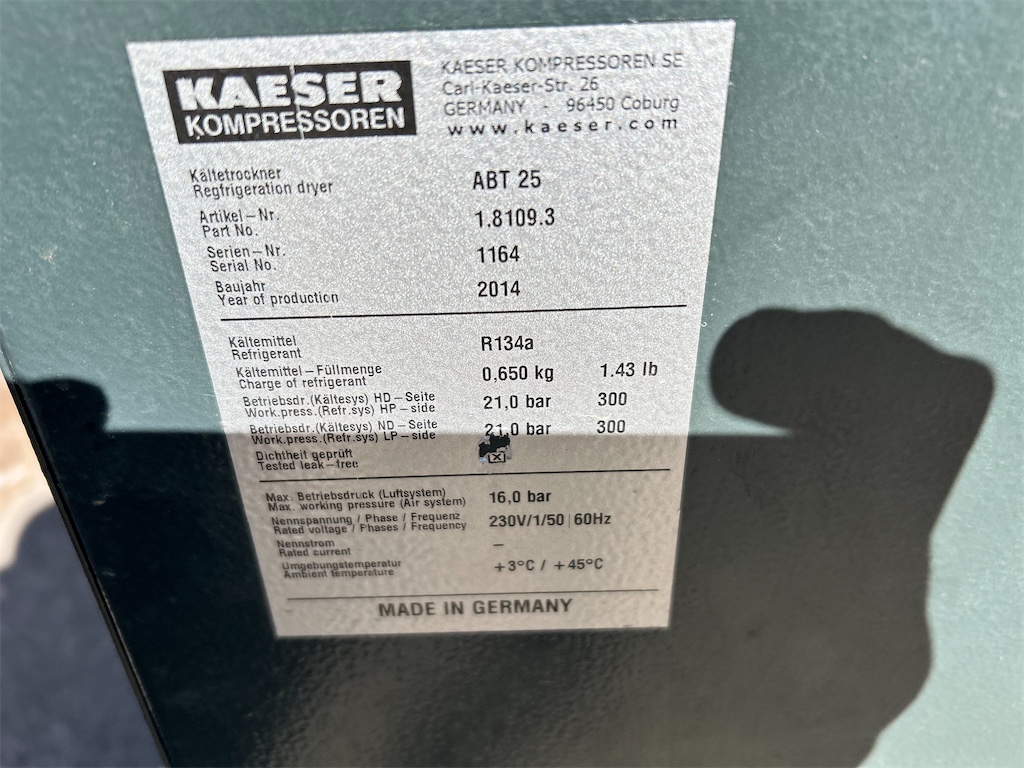 KAESER
KOMPRESSOREN
KAESER KOMPRESSOREN SE
Carl-Kaeser-Str. 26
GERMANY - 96450 Coburg
www.kaeser.com
Kältetrockner
Regfrigeration dryer ABT 25
Artikel-Nr.
Part No. 1.8109.3
Serien-Nr.
Serial No. 1164
Baujahr
Year of production 2014
Kältemittel
Refrigerant R134a
Kältemittel-Füllmenge
Charge of refrigerant 0,650 kg 1.43 lb
Betriebsdr.(Kältesys) HD-Seite
Work.press.(Refr.sys) HP-side 21,0 bar 300
Betriebsdr.(Kältesys) ND-Seite
Work.press.(Refr.sys) LP-side 21,0 bar 300
Dichtheit geprüft
Tested leak-free
Max. Betriebsdruck (Luftsystem)
Max. working pressure (Air system) 16,0 bar
Nennspannung / Phase / Frequenz
Rated voltage / Phases / Frequency 230V/1/50|60Hz
Nennstrom
Rated current –
Umgebungstemperatur
Ambient temperature +3°C / +45°C
MADE IN GERMANY